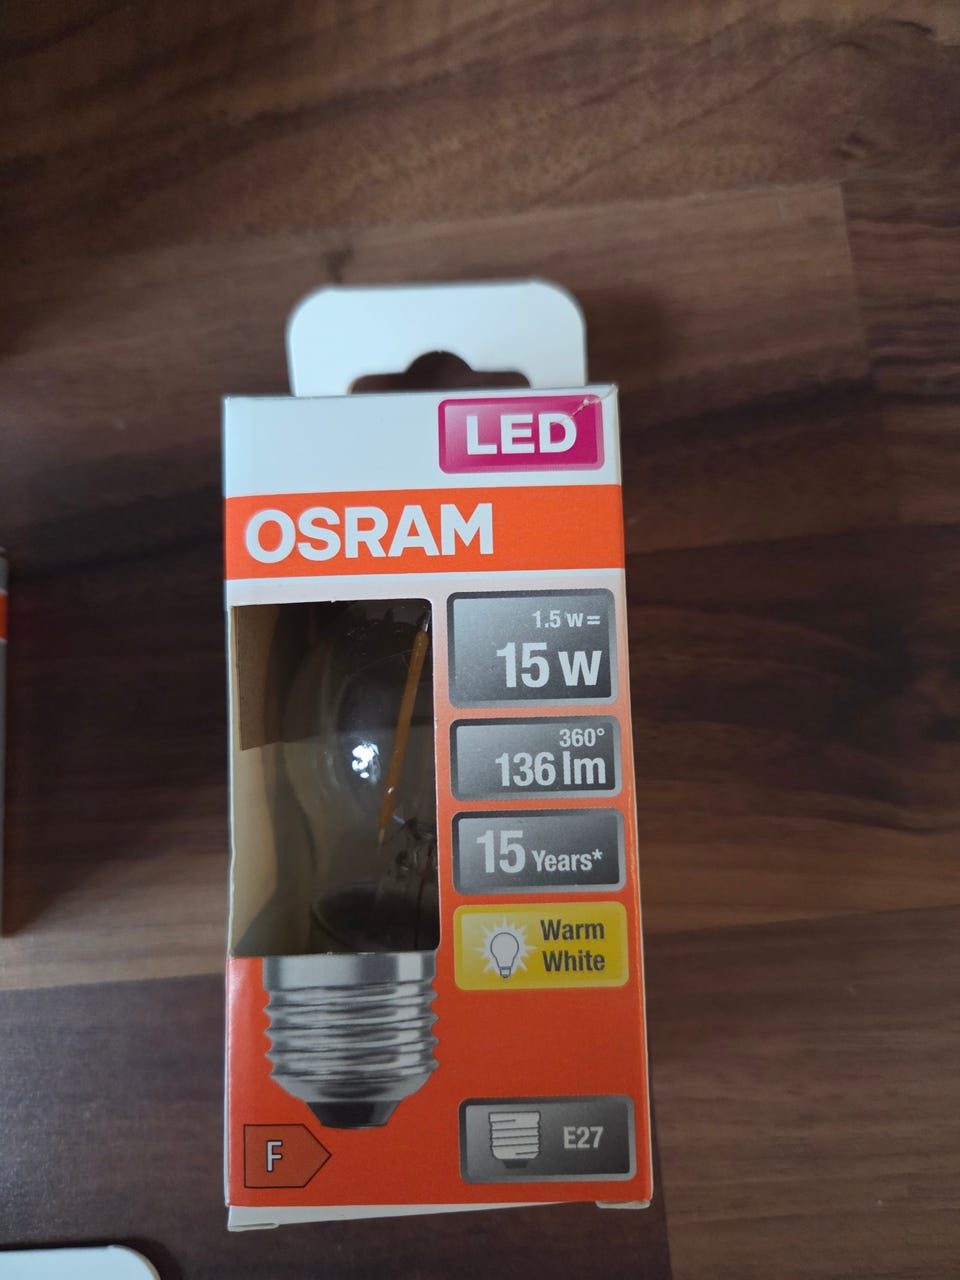 LED
OSRAM
1.5 w=
15 w
360°
136 lm
15 Years*
Warm
White
E27
F